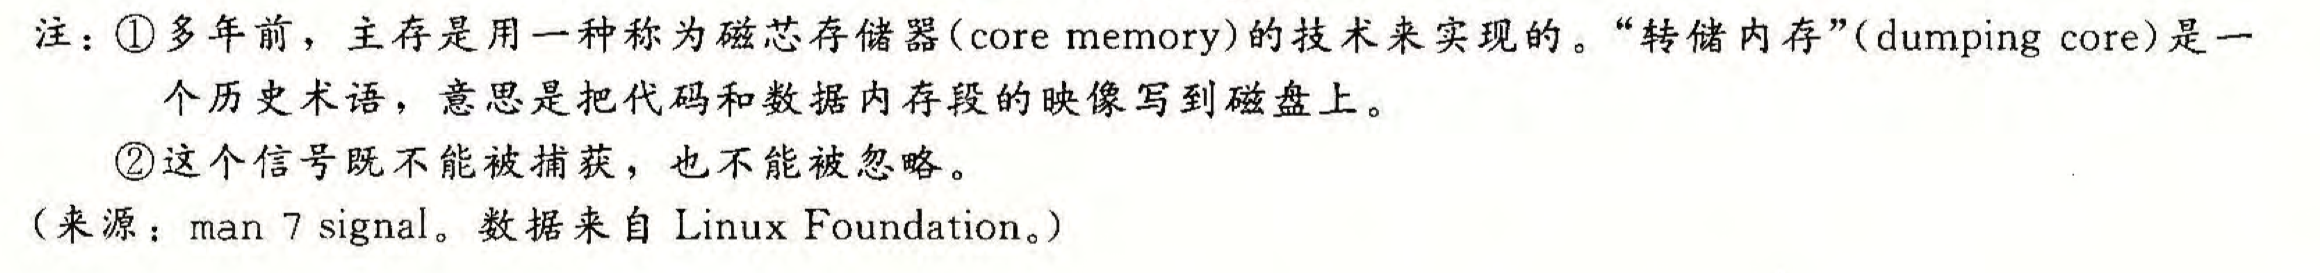 注：①多年前，主存是用一种称为磁芯存储器(core memory)的技术来实现的。“转储内存”(dumping core)是一
个历史术语，意思是把代码和数据内存段的映像写到磁盘上。
②这个信号既不能被捕获，也不能被忽略。
（来源：man 7 signal。数据来自 Linux Foundation。）